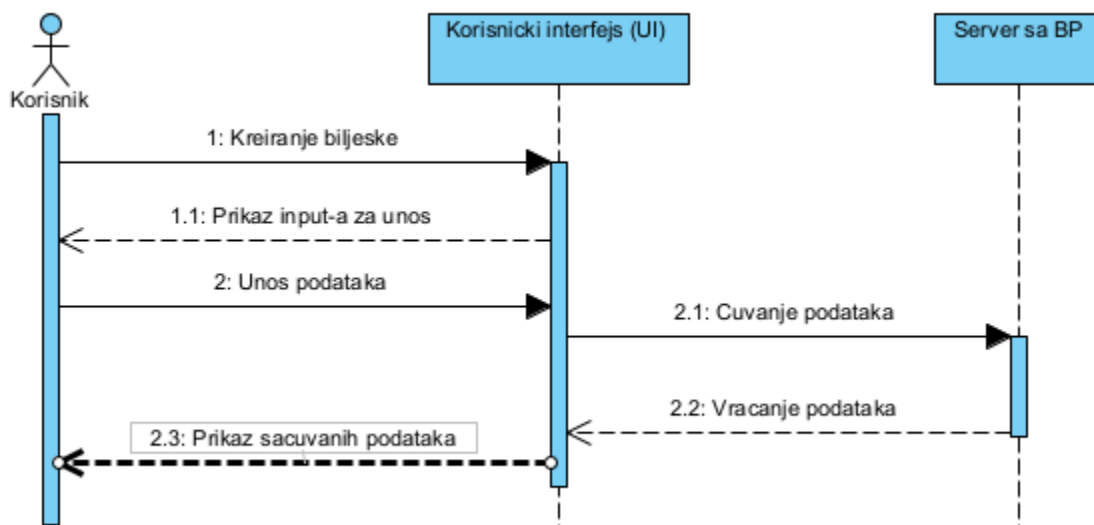 Korisnicki interfejs (UI)
Server sa BP
Korisnik
1: Kreiranje biljeske
1.1: Prikaz input-a za unos
2: Unos podataka
2.1: Cuvanje podataka
2.2: Vracanje podataka
2.3: Prikaz sacuvanih podataka